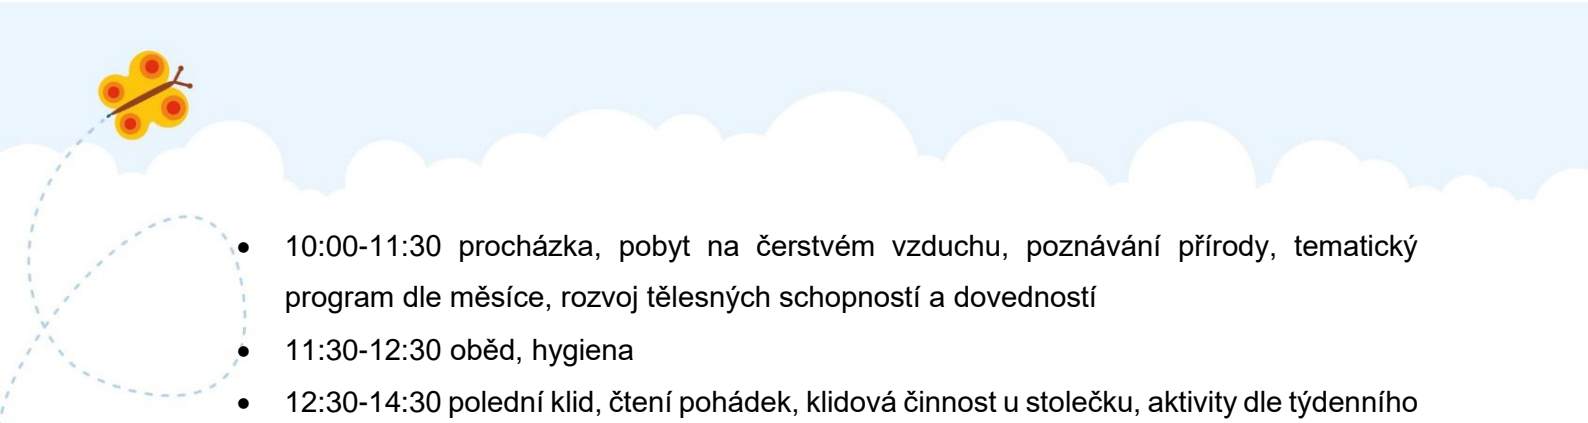 • 10:00-11:30 procházka, pobyt na čerstvém vzduchu, poznávání přírody, tematický
program dle měsíce, rozvoj tělesných schopností a dovedností
• 11:30-12:30 oběd, hygiena
• 12:30-14:30 polední klid, čtení pohádek, klidová činnost u stolečku, aktivity dle týdenního